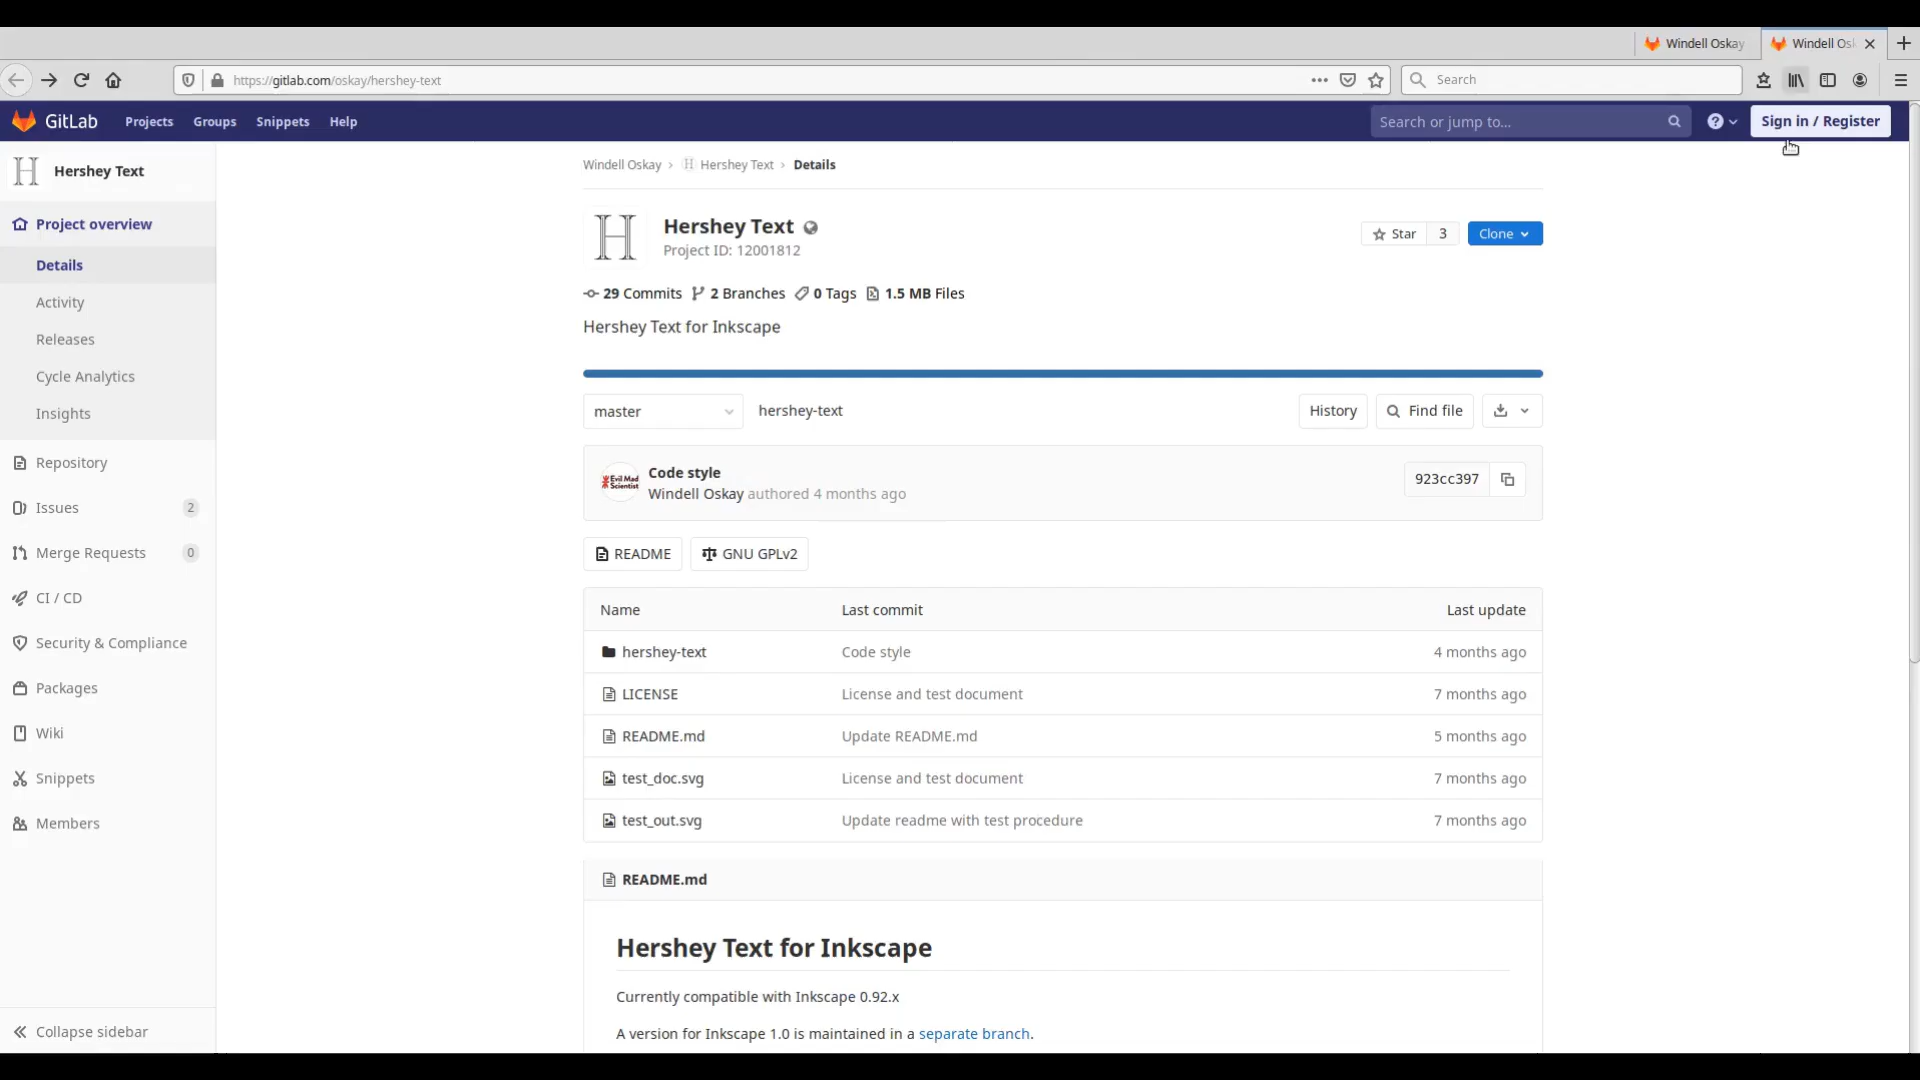 Windell Oskay
Windell Osk
https://gitlab.com/oskay/hershey-text
Search
GitLab
Projects
Groups
Snippets
Help
Search or jump to...
Sign in / Register
Hershey Text
Windell Oskay › Hershey Text › Details
Project overview
Details
Activity
Releases
Cycle Analytics
Insights
Repository
Issues 2
Merge Requests 0
CI / CD
Security & Compliance
Packages
Wiki
Snippets
Members
Collapse sidebar
H
Hershey Text
Project ID: 12001812
Star 3
Clone
29 Commits 2 Branches 0 Tags 1.5 MB Files
Hershey Text for Inkscape
master
hershey-text
History
Find file
Evil Mad
Scientist
Code style
Windell Oskay authored 4 months ago
923cc397
README
GNU GPLv2
Name Last commit Last update
hershey-text Code style 4 months ago
LICENSE License and test document 7 months ago
README.md Update README.md 5 months ago
test_doc.svg License and test document 7 months ago
test_out.svg Update readme with test procedure 7 months ago
README.md
Hershey Text for Inkscape
Currently compatible with Inkscape 0.92.x
A version for Inkscape 1.0 is maintained in a separate branch.